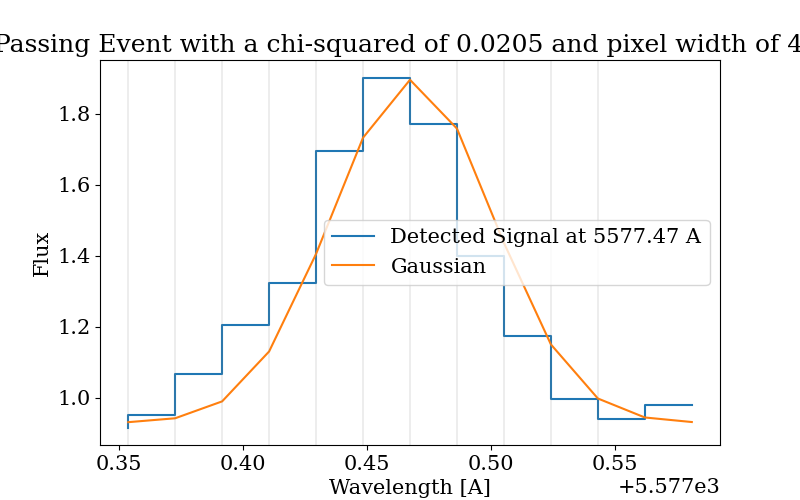 Passing Event with a chi-squared of 0.0205 and pixel width of 4
Flux
1.8
1.6
1.4
1.2
1.0
Detected Signal at 5577.47 A
Gaussian
0.35 0.40 0.45 0.50 0.55
Wavelength [A]
+5.577e3